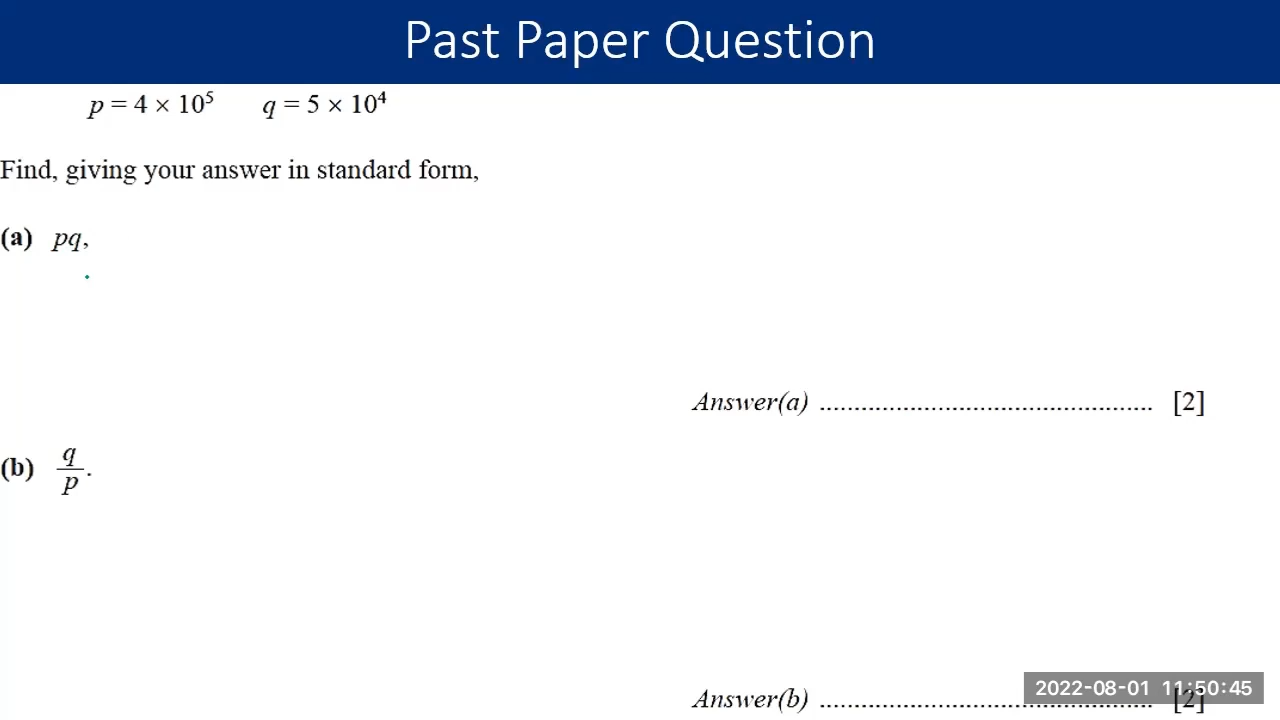 Past Paper Question
p = 4 × 10⁵ q = 5 × 10⁴
Find, giving your answer in standard form,
(a) pq,
Answer(a) ................................................ [2]
(b) q/p.
2022-08-01 11:50:45
Answer(b) ................................................ [2]